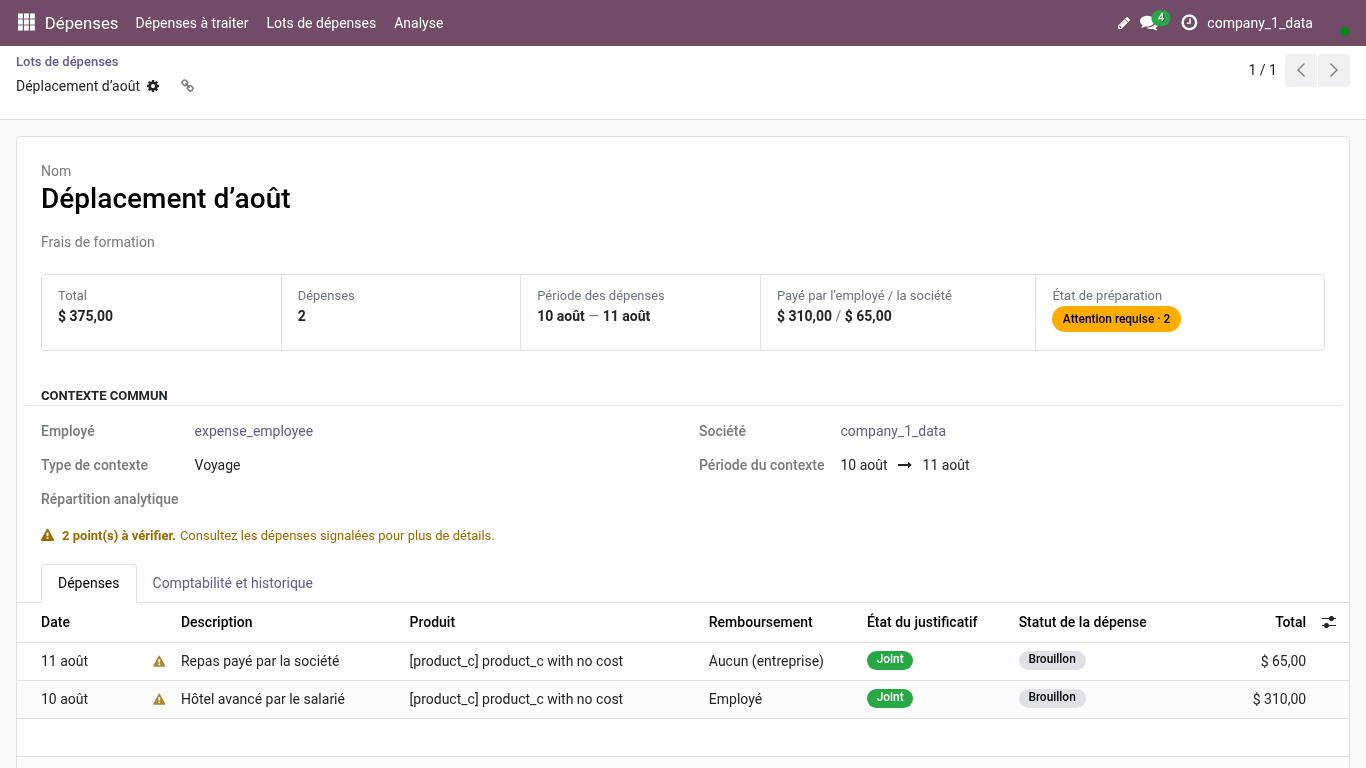 Dépenses Dépenses à traiter Lots de dépenses Analyse 4 company_1_data
Lots de dépenses
Déplacement d’août
1 / 1
Nom
Déplacement d’août
Frais de formation
Total Dépenses Période des dépenses Payé par l’employé / la société État de préparation
$ 375,00 2 10 août — 11 août $ 310,00 / $ 65,00 Attention requise · 2
CONTEXTE COMMUN
Employé expense_employee Société company_1_data
Type de contexte Voyage Période du contexte 10 août → 11 août
Répartition analytique
2 point(s) à vérifier. Consultez les dépenses signalées pour plus de détails.
Dépenses Comptabilité et historique
Date Description Produit Remboursement État du justificatif Statut de la dépense Total
11 août Repas payé par la société [product_c] product_c with no cost Aucun (entreprise) Joint Brouillon $ 65,00
10 août Hôtel avancé par le salarié [product_c] product_c with no cost Employé Joint Brouillon $ 310,00